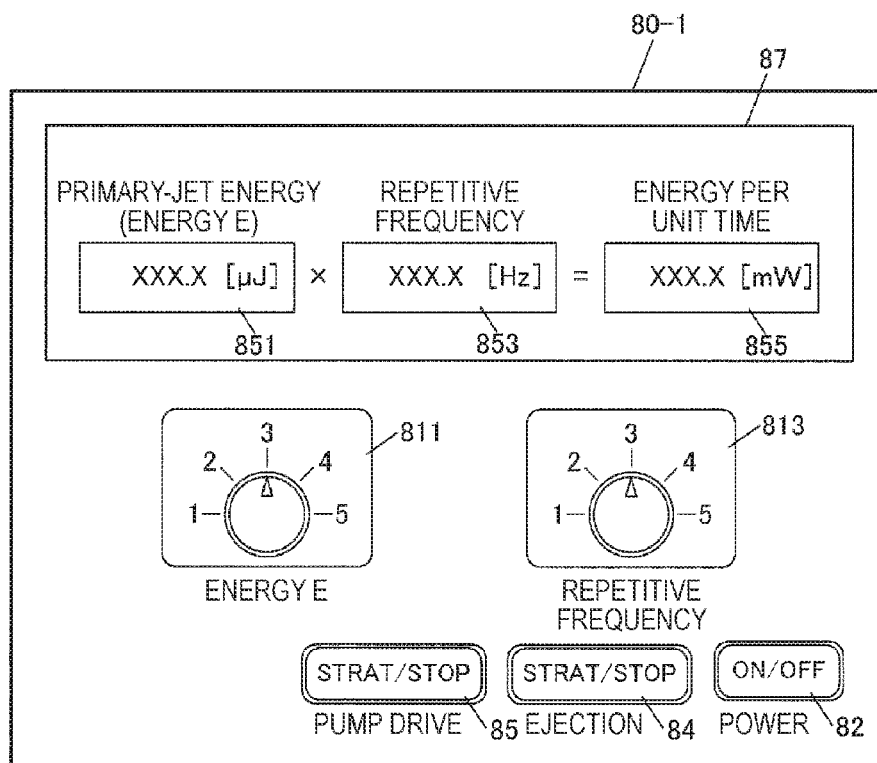 80-1
87
PRIMARY-JET ENERGY REPETITIVE ENERGY PER
(ENERGY E) FREQUENCY UNIT TIME
XXX.X [µJ] × XXX.X [Hz] = XXX.X [mW]
851 853 855
811 813
3 3
2 4 2 4
1 5 1 5
ENERGY E REPETITIVE
FREQUENCY
STRAT/STOP STRAT/STOP ON/OFF
PUMP DRIVE 85 EJECTION 84 POWER 82